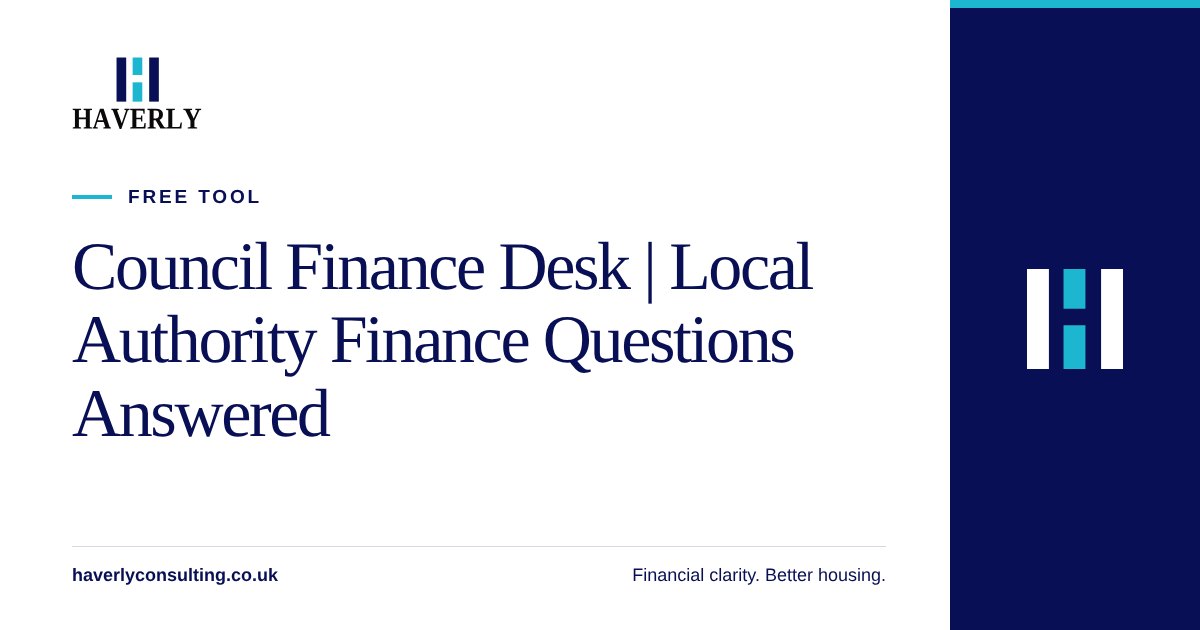 HAVERLY
FREE TOOL
Council Finance Desk | Local
Authority Finance Questions
Answered
haverlyconsulting.co.uk
Financial clarity. Better housing.